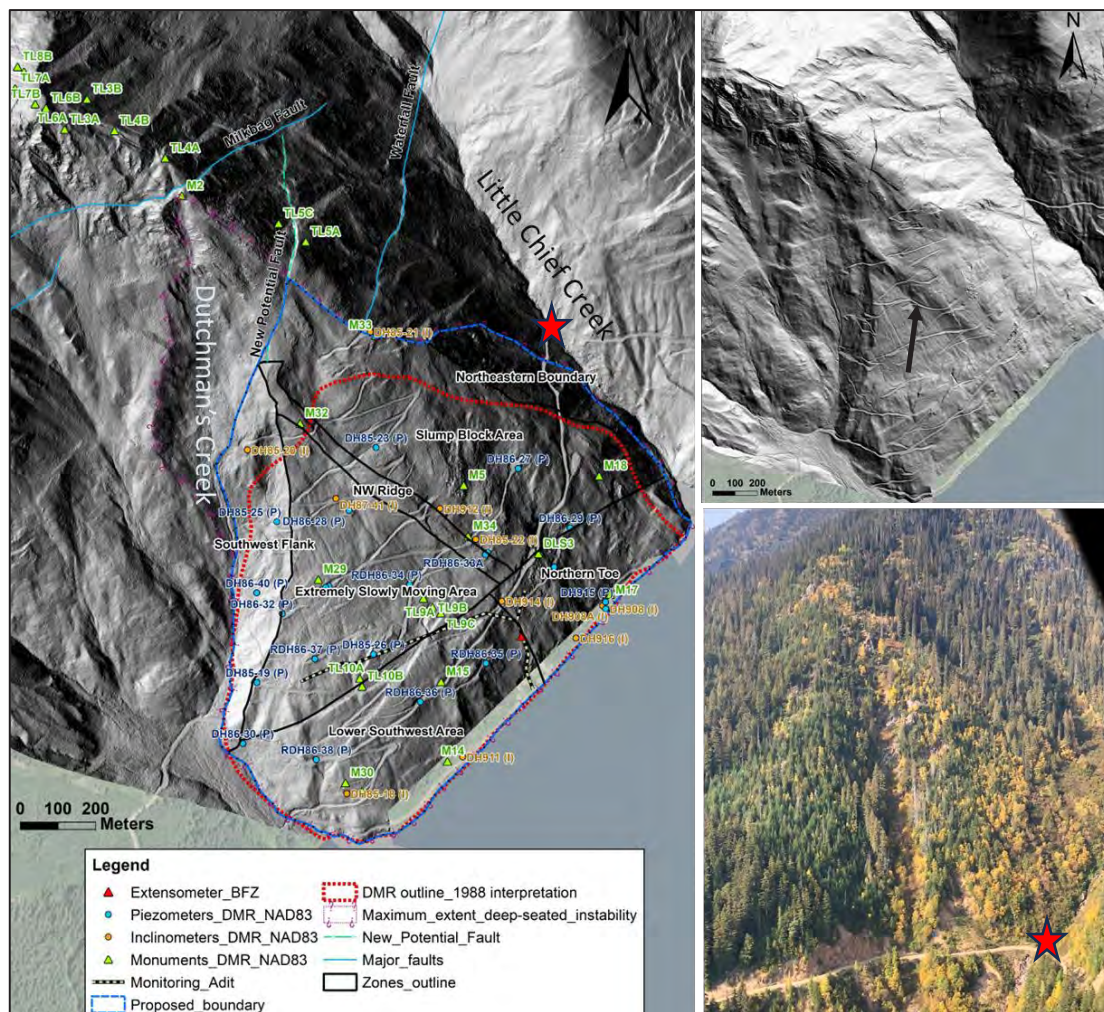 N
TL8B
TL7A
TL7B
TL6B
TL3B
TL6A
TL3A
TL4B
Milkbag Fault
Waterfall Fault
TL4A
M2
Little Chief Creek
TL5C
TL5A
New Potential Fault
Dutchman's Creek
M33
DH85-21 (I)
Northeastern Boundary
M32
DH85-23 (P)
Slump Block Area
DH85-20 (I)
DH86-27 (P)
M18
M5
NW Ridge
DH87-41 (I)
DH912 (I)
DH85-25 (P)
DH86-28 (P)
M34
DH86-29 (P)
DH85-22 (I)
Southwest Flank
RDH86-33A
DLS3
M29
RDH86-34 (P)
Northern Toe
DH86-40 (P)
Extremely Slowly Moving Area
DH915 (P)
M17
DH86-32 (P)
TL9A
TL9B
DH914 (I)
DH908A (I)
DH908 (I)
TL9C
DH916 (I)
DH85-26 (P)
RDH86-37 (P)
RDH86-35 (P)
TL10A
TL10B
M15
DH85-19 (P)
RDH86-36 (P)
DH86-30 (P)
Lower Southwest Area
RDH86-38 (P)
M14
DH911 (I)
M30
DH85-18 (I)
0 100 200 400
Meters
Legend
Extensometer_BFZ
Piezometers_DMR_NAD83
Inclinometers_DMR_NAD83
Monuments_DMR_NAD83
Monitoring_Adit
Proposed_boundary
DMR outline_1988 interpretation
Maximum_extent_deep-seated_instability
New_Potential_Fault
Major_faults
Zones_outline
N
0 100 200 400
Meters